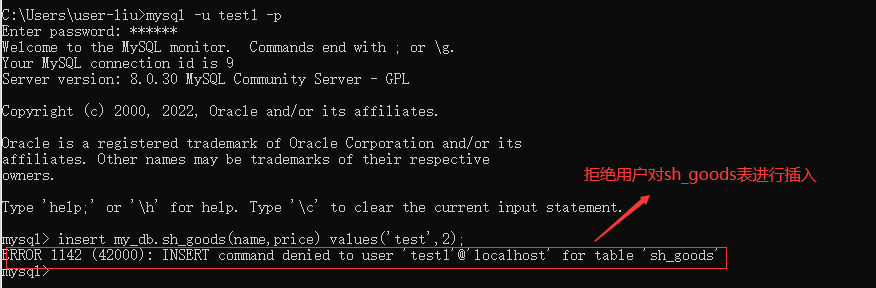 C:\Users\user-liu>mysql -u test1 -p
Enter password: ******
Welcome to the MySQL monitor.  Commands end with ; or \g.
Your MySQL connection id is 9
Server version: 8.0.30 MySQL Community Server - GPL
Copyright (c) 2000, 2022, Oracle and/or its affiliates.
Oracle is a registered trademark of Oracle Corporation and/or its
affiliates. Other names may be trademarks of their respective
owners.
拒绝用户对sh_goods表进行插入
Type 'help;' or '\h' for help. Type '\c' to clear the current input statement.
mysql> insert my_db.sh_goods(name,price) values('test',2);
ERROR 1142 (42000): INSERT command denied to user 'test1'@'localhost' for table 'sh_goods'
mysql>